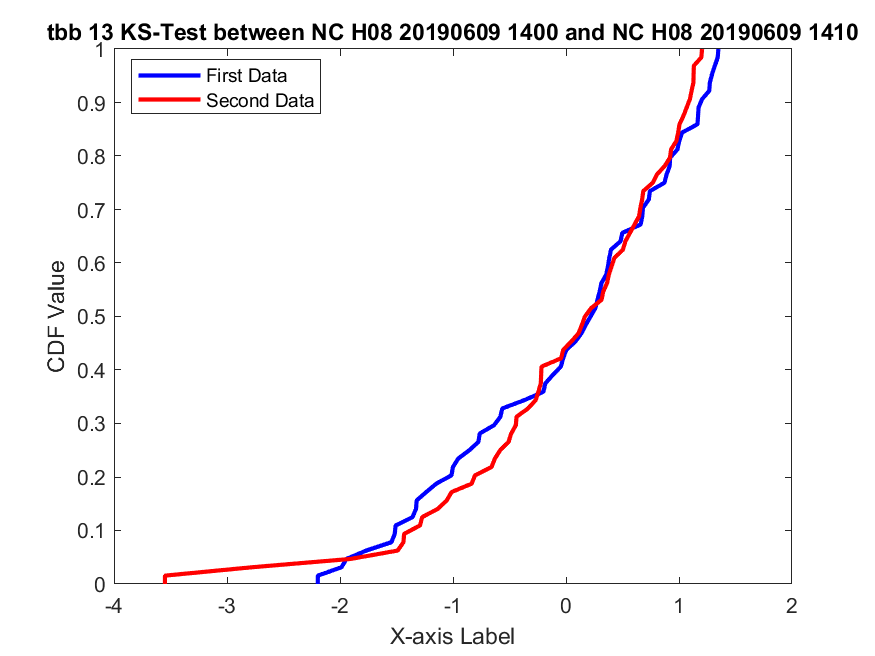 tbb 13 KS-Test between NC H08 20190609 1400 and NC H08 20190609 1410
First Data
Second Data
1
0.9
0.8
0.7
0.6
0.5
0.4
0.3
0.2
0.1
0
CDF Value
-4 -3 -2 -1 0 1 2
X-axis Label